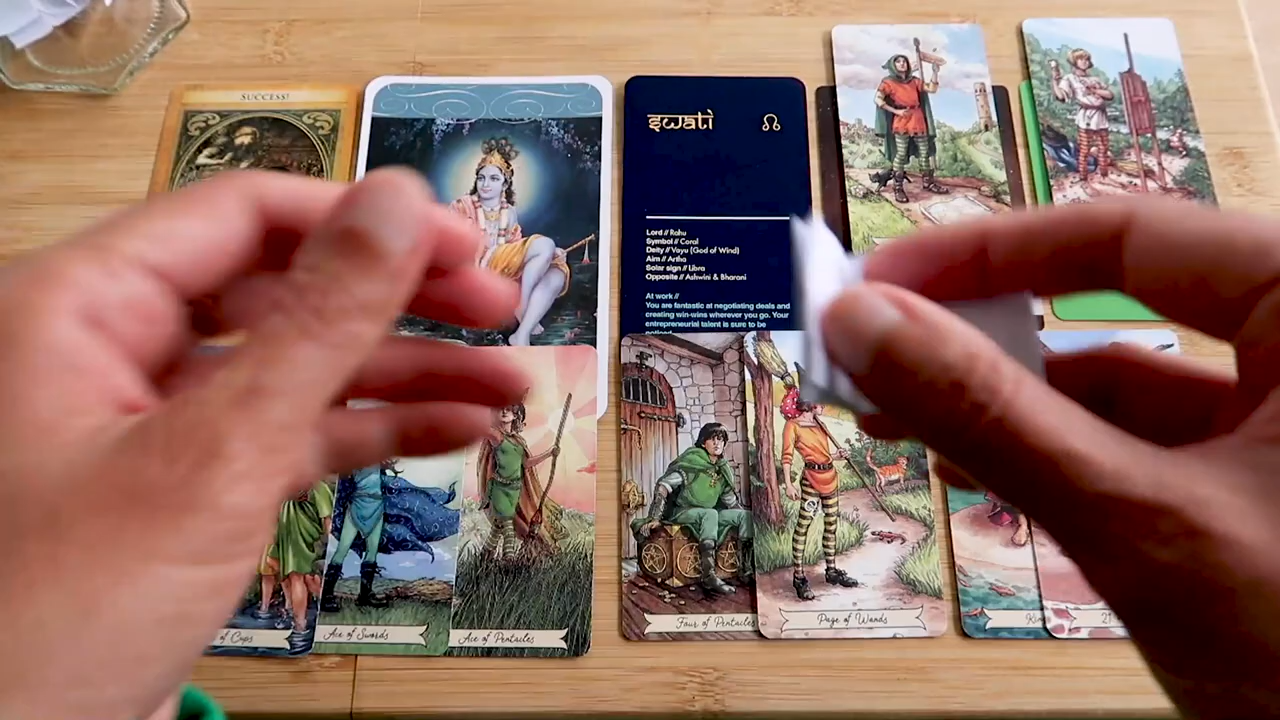 SUCCESS!
swati
Lord // Rahu
Symbol // Coral
Deity // Vayu (God of Wind)
Aim // Artha
Solar sign // Libra
Opposite // Ashwini & Bharani
At work //
You are fantastic at negotiating deals and
creating win-wins wherever you go. Your
entrepreneurial talent is sure to be
noticed
of Cups
Ace of Swords
Ace of Pentacles
Four of Pentacles
Page of Wands
21